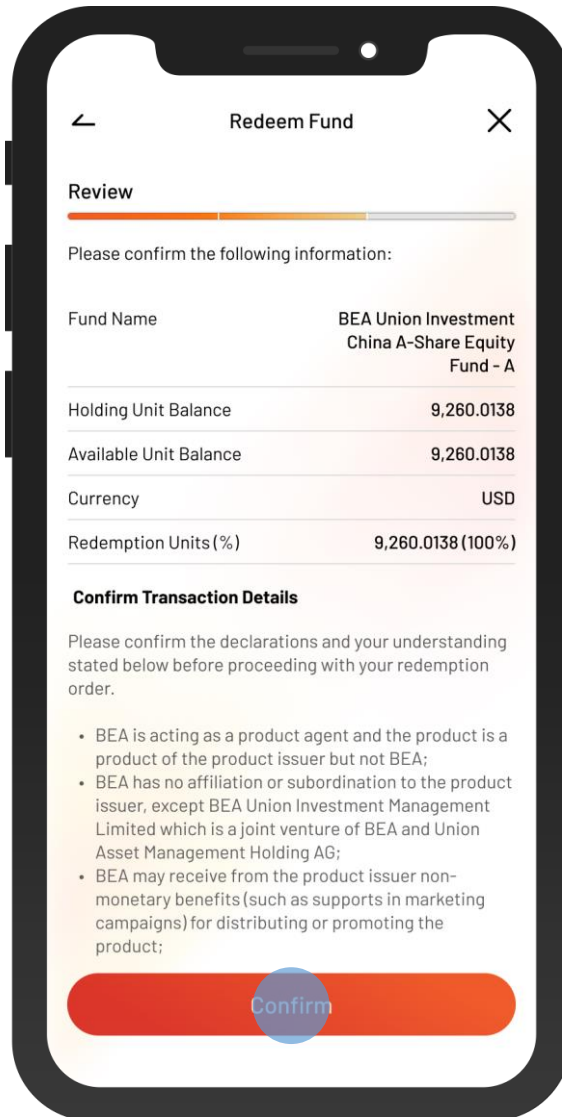 Redeem Fund
Review
Please confirm the following information:
Fund Name
BEA Union Investment
China A-Share Equity
Fund - A
Holding Unit Balance 9,260.0138
Available Unit Balance 9,260.0138
Currency USD
Redemption Units (%) 9,260.0138 (100%)
Confirm Transaction Details
Please confirm the declarations and your understanding
stated below before proceeding with your redemption
order.
• BEA is acting as a product agent and the product is a
product of the product issuer but not BEA;
• BEA has no affiliation or subordination to the product
issuer, except BEA Union Investment Management
Limited which is a joint venture of BEA and Union
Asset Management Holding AG;
• BEA may receive from the product issuer non-
monetary benefits (such as supports in marketing
campaigns) for distributing or promoting the
product;
Confirm